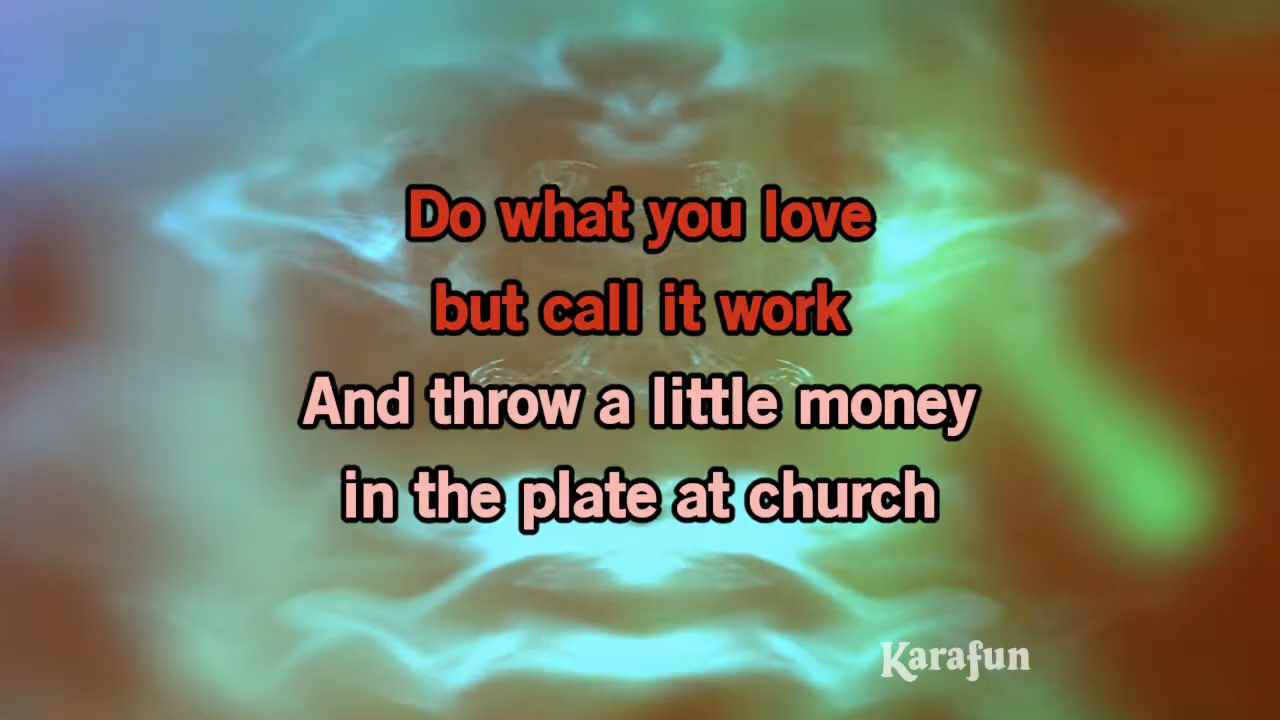 Do what you love
but call it work
And throw a little money
in the plate at church
Karafun